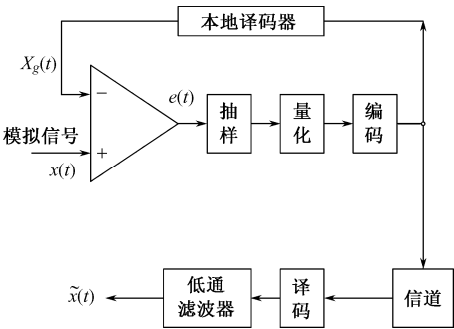 本地译码器
Xg(t)
−
e(t)
抽样
量化
编码
模拟信号
+
x(t)
x̃(t)
低通滤波器
译码
信道